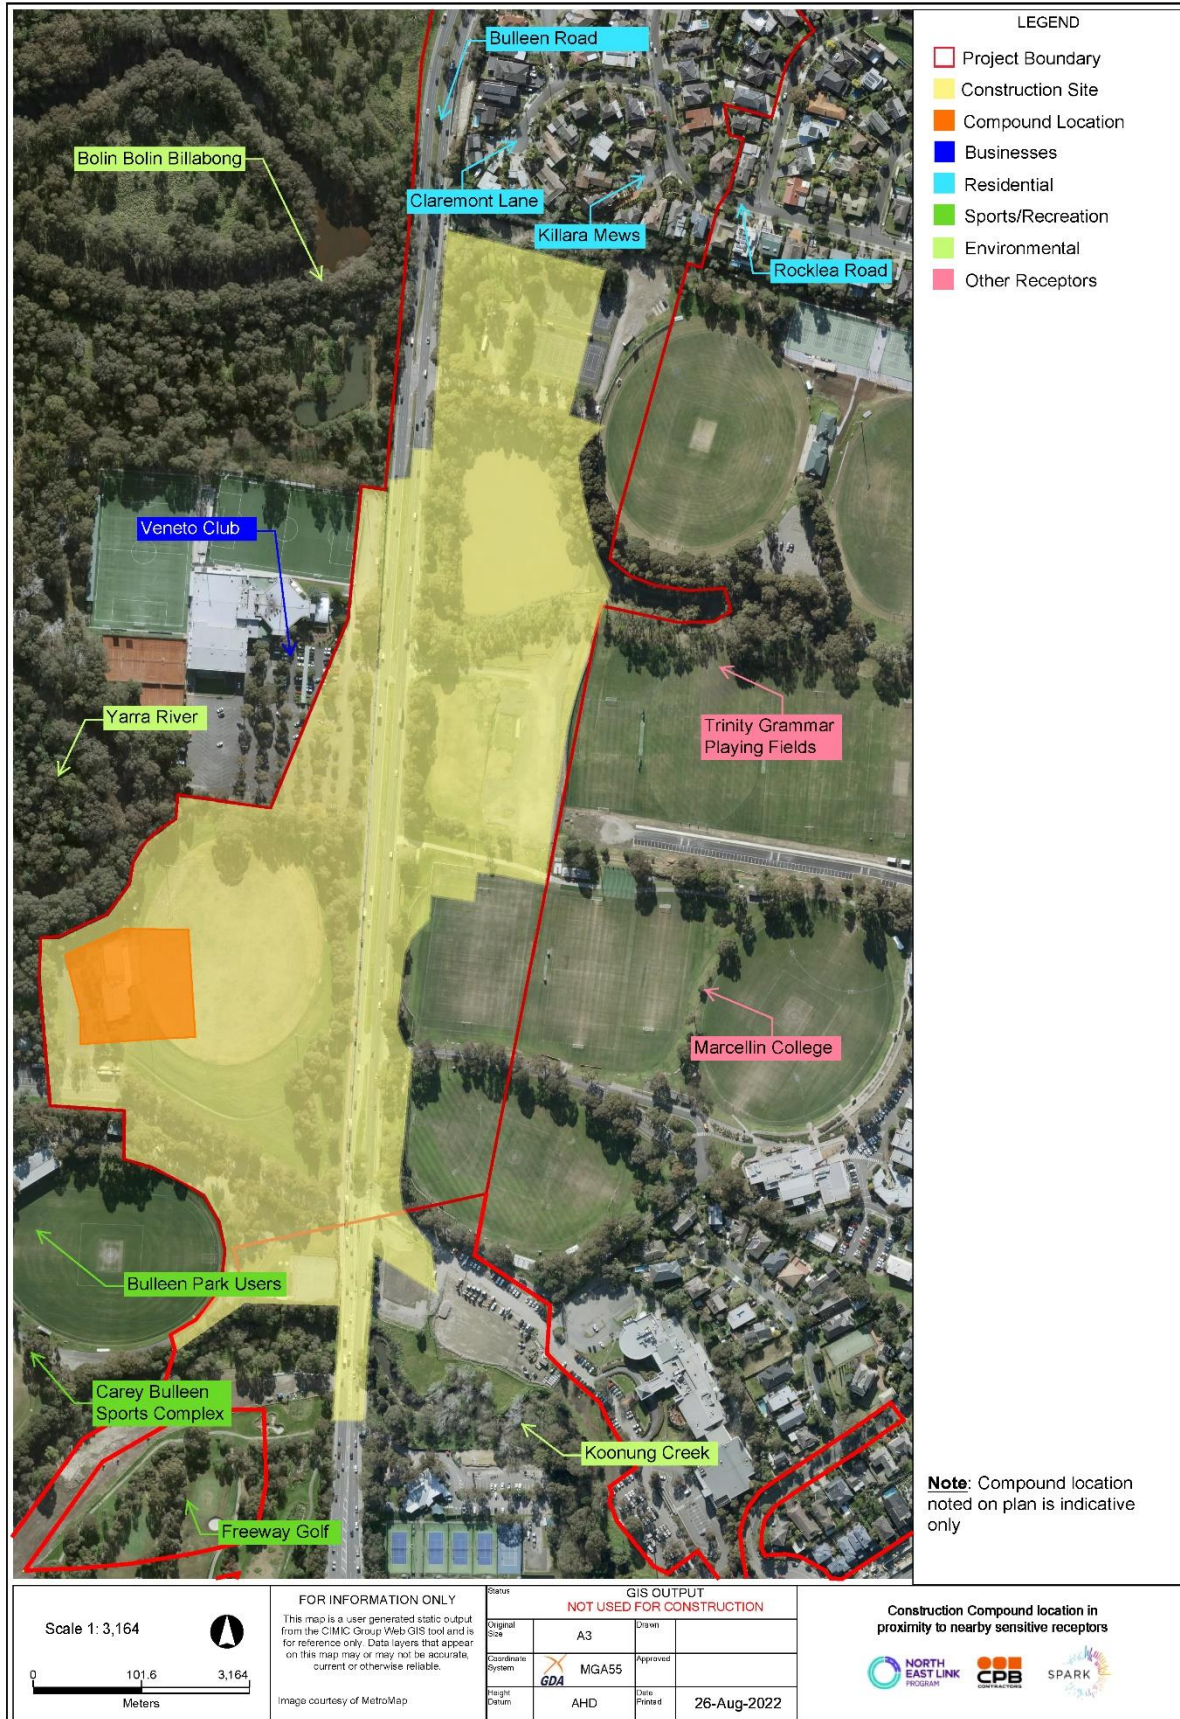 LEGEND
Project Boundary
Construction Site
Compound Location
Businesses
Residential
Sports/Recreation
Environmental
Other Receptors
Bulleen Road
Bolin Bolin Billabong
Claremont Lane
Killara Mews
Rocklea Road
Veneto Club
Yarra River
Trinity Grammar
Playing Fields
Marcellin College
Bulleen Park Users
Carey Bulleen
Sports Complex
Koonung Creek
Freeway Golf
Note: Compound location
noted on plan is indicative
only
Scale 1: 3,164
0 101.6 3,164
Meters
FOR INFORMATION ONLY
This map is a user generated static output
from the CIMIC Group Web GIS tool and is
for reference only. Data layers that appear
on this map may or may not be accurate,
current or otherwise reliable.
Image courtesy of MetroMap
Status
GIS OUTPUT
NOT USED FOR CONSTRUCTION
Original
Size
A3
Drawn
Coordinate
System
GDA
MGA55
Approved
Height
Datum
AHD
Date
Printed
26-Aug-2022
Construction Compound location in
proximity to nearby sensitive receptors
NORTH
EAST LINK
PROGRAM
CPB
CONTRACTORS
SPARK